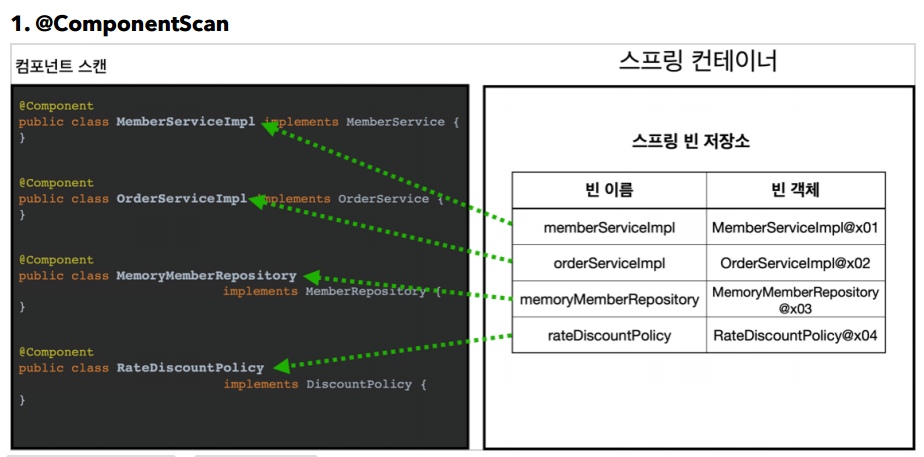 1. @ComponentScan
컴포넌트 스캔
@Component
public class MemberServiceImpl implements MemberService {
}
@Component
public class OrderServiceImpl implements OrderService {
}
@Component
public class MemoryMemberRepository
implements MemberRepository {
}
@Component
public class RateDiscountPolicy
implements DiscountPolicy {
}
스프링 컨테이너
스프링 빈 저장소
빈 이름 빈 객체
memberServiceImpl MemberServiceImpl@x01
orderServiceImpl OrderServiceImpl@x02
memoryMemberRepository MemoryMemberRepository
@x03
rateDiscountPolicy RateDiscountPolicy@x04